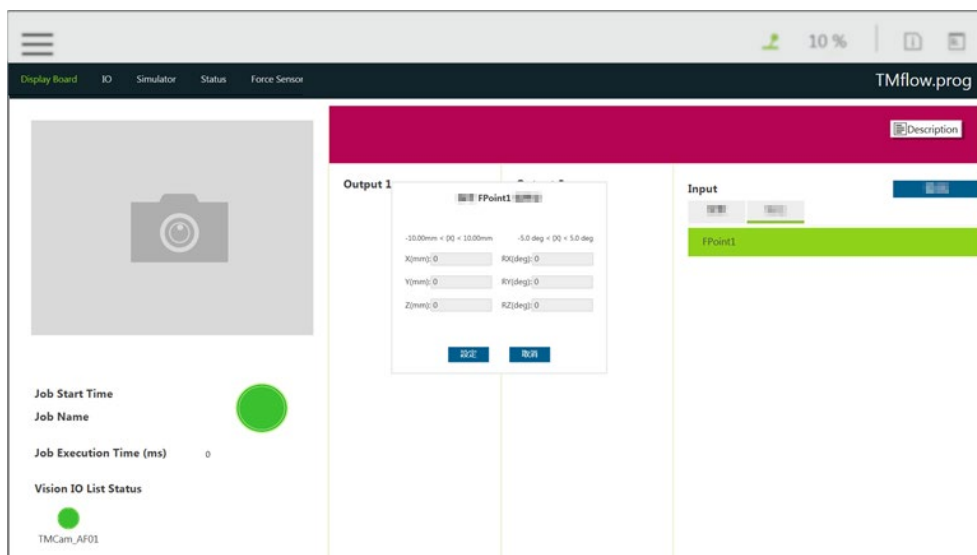 10 %
Display Board IO Simulator Status Force Sensor
TMflow.prog
Description
Output 1
Input
FPoint1
FPoint1
-10.00mm < (X) < 10.00mm -5.0 deg < (X) < 5.0 deg
X(mm): 0 RX(deg): 0
Y(mm): 0 RY(deg): 0
Z(mm): 0 RZ(deg): 0
設定 取消
Job Start Time
Job Name
Job Execution Time (ms) 0
Vision IO List Status
TMCam_AF01